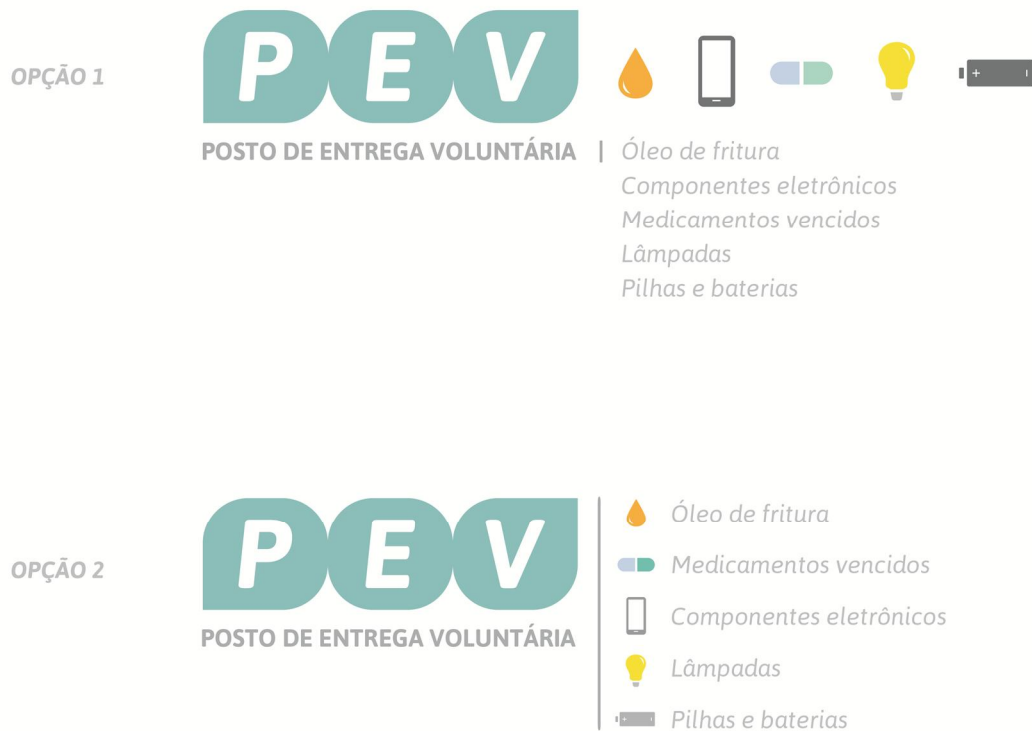 OPÇÃO 1
PEV
POSTO DE ENTREGA VOLUNTÁRIA | Óleo de fritura
Componentes eletrônicos
Medicamentos vencidos
Lâmpadas
Pilhas e baterias
OPÇÃO 2
PEV
POSTO DE ENTREGA VOLUNTÁRIA
Óleo de fritura
Medicamentos vencidos
Componentes eletrônicos
Lâmpadas
Pilhas e baterias